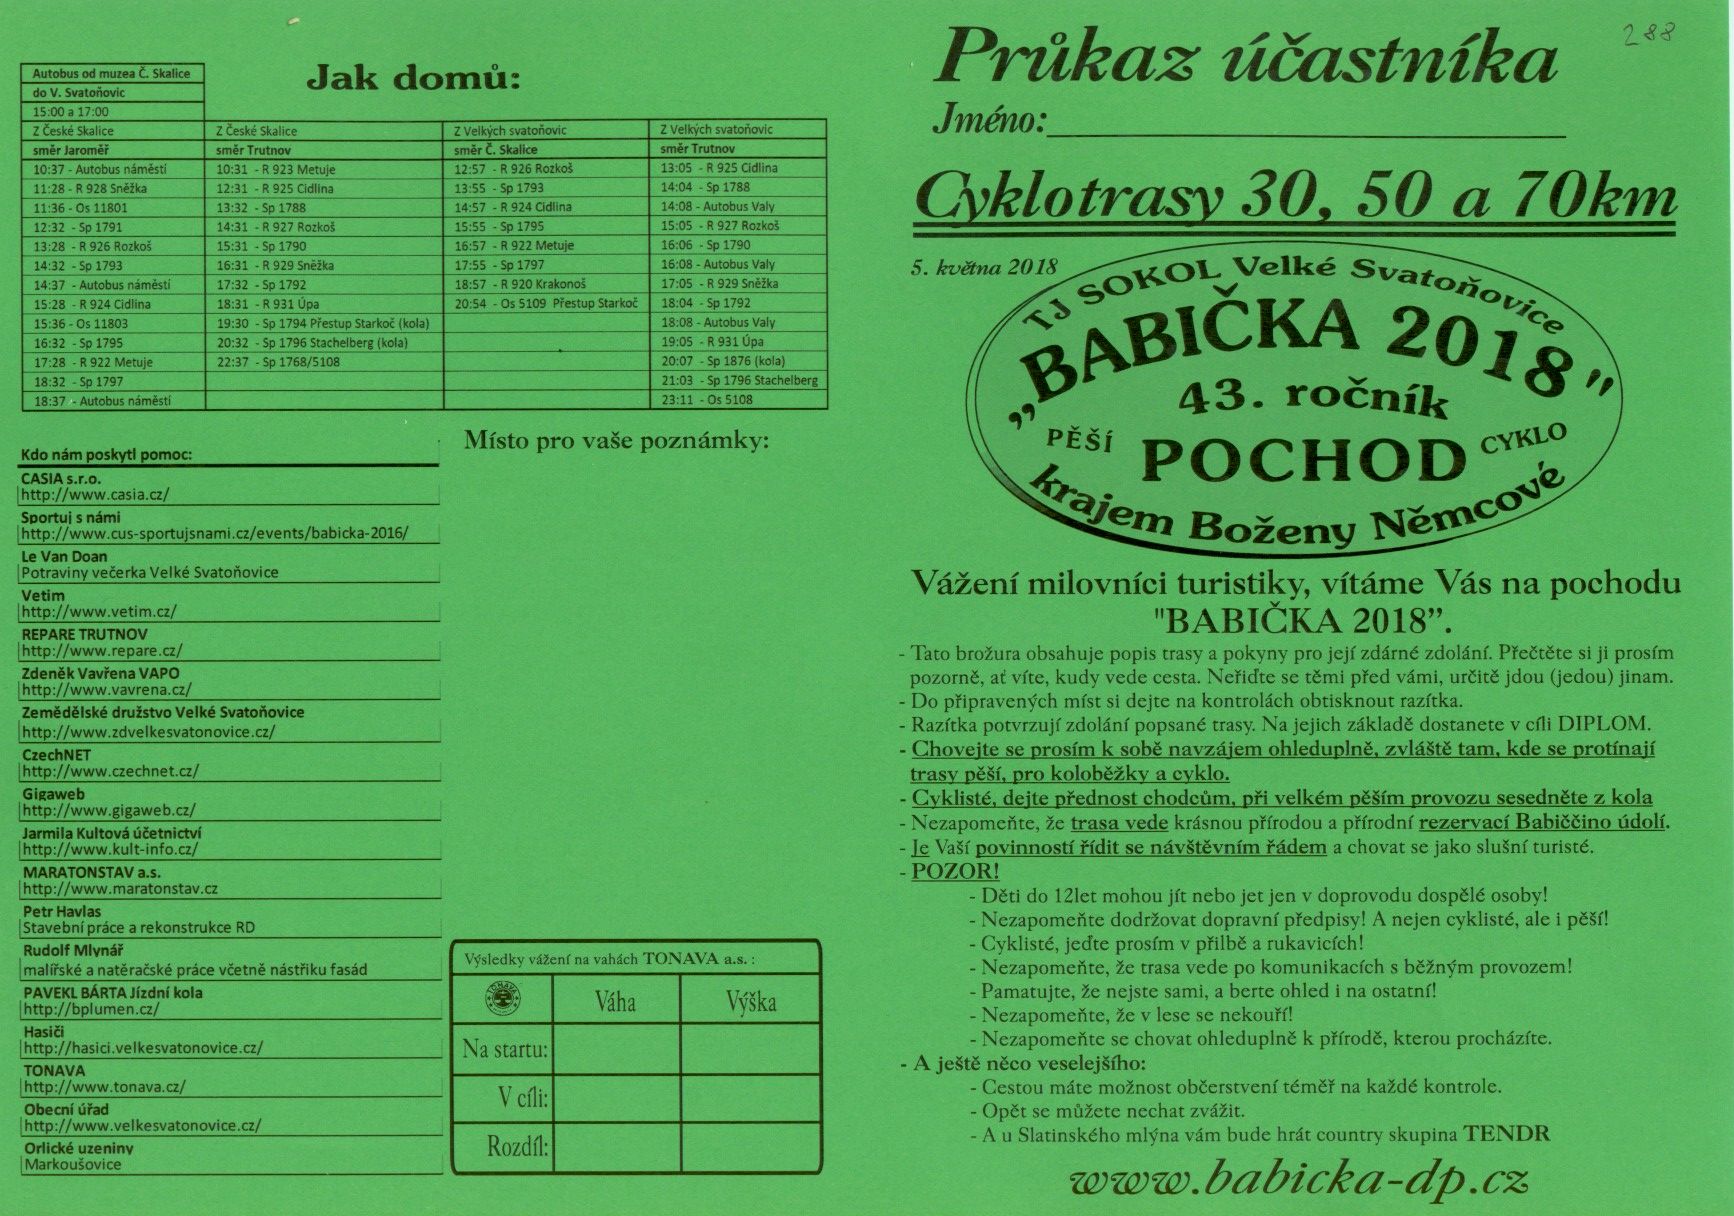 Jak domů:
Autobus od muzea Č. Skalice
do V. Svatoňovic
15:00 a 17:00
Z České Skalice
směr Jaroměř
10:37 - Autobus náměstí
11:28 - R 928 Sněžka
11:36 - Os 11801
12:32 - Sp 1791
13:28 - R 926 Rozkoš
14:32 - Sp 1793
14:37 - Autobus náměstí
15:28 - R 924 Cidlina
15:36 - Os 11803
16:32 - Sp 1795
17:28 - R 922 Metuje
18:32 - Sp 1797
18:37 - Autobus náměstí
Z České Skalice
směr Trutnov
10:31 - R 923 Metuje
12:31 - R 925 Cidlina
13:32 - Sp 1788
14:31 - R 927 Rozkoš
15:31 - Sp 1790
16:31 - R 929 Sněžka
17:32 - Sp 1792
18:31 - R 931 Úpa
19:30 - Sp 1794 Přestup Starkoč (kola)
20:32 - Sp 1796 Stachelberg (kola)
22:37 - Sp 1768/5108
Z Velkých svatoňovic
směr Č. Skalice
12:57 - R 926 Rozkoš
13:55 - Sp 1793
14:57 - R 924 Cidlina
15:55 - Sp 1795
16:57 - R 922 Metuje
17:55 - Sp 1797
18:57 - R 920 Krakonoš
20:54 - Os 5109 Přestup Starkoč
Z Velkých svatoňovic
směr Trutnov
13:05 - R 925 Cidlina
14:04 - Sp 1788
14:08 - Autobus Valy
15:05 - R 927 Rozkoš
16:06 - Sp 1790
16:08 - Autobus Valy
17:05 - R 929 Sněžka
18:04 - Sp 1792
18:08 - Autobus Valy
19:05 - R 931 Úpa
20:07 - Sp 1876 (kola)
21:03 - Sp 1796 Stachelberg
23:11 - Os 5108
Kdo nám poskytl pomoc:
CASIA s.r.o.
http://www.casia.cz/
Sportuj s námi
http://www.cus-sportujsnami.cz/events/babicka-2016/
Le Van Doan
Potraviny večerka Velké Svatoňovice
Vetim
http://www.vetim.cz/
REPARE TRUTNOV
http://www.repare.cz/
Zdeněk Vavřena VAPO
http://www.vavrena.cz/
Zemědělské družstvo Velké Svatoňovice
http://www.zdvelkesvatonovice.cz/
CzechNET
http://www.czechnet.cz/
Gigaweb
http://www.gigaweb.cz/
Jarmila Kultová účetnictví
http://www.kult-info.cz/
MARATONSTAV a.s.
http://www.maratonstav.cz
Petr Havlas
Stavební práce a rekonstrukce RD
Rudolf Mlynář
malířské a natěračské práce včetně nástřiku fasád
PAVEKL BÁRTA Jízdní kola
http://bplumen.cz/
Hasiči
http://hasici.velkesvatonovice.cz/
TONAVA
http://www.tonava.cz/
Obecní úřad
http://www.velkesvatonovice.cz/
Orlické uzeniny
Markoušovice
Místo pro vaše poznámky:
Výsledky vážení na vahách TONAVA a.s. :
TONAVA
Váha Výška
Na startu:
V cíli:
Rozdíl:
288
Průkaz účastníka
Jméno:
Cyklotrasy 30, 50 a 70km
5. května 2018
TJ SOKOL Velké Svatoňovice
„BABIČKA 2018"
43. ročník
PĚŠÍ POCHOD CYKLO
krajem Boženy Němcové
Vážení milovníci turistiky, vítáme Vás na pochodu
"BABIČKA 2018”.
- Tato brožura obsahuje popis trasy a pokyny pro její zdárné zdolání. Přečtěte si ji prosím
pozorně, ať víte, kudy vede cesta. Neřiďte se těmi před vámi, určitě jdou (jedou) jinam.
- Do připravených míst si dejte na kontrolách obtisknout razítka.
- Razítka potvrzují zdolání popsané trasy. Na jejich základě dostanete v cíli DIPLOM.
- Chovejte se prosím k sobě navzájem ohleduplně, zvláště tam, kde se protínají
trasy pěší, pro koloběžky a cyklo.
- Cyklisté, dejte přednost chodcům, při velkém pěším provozu sesedněte z kola
- Nezapomeňte, že trasa vede krásnou přírodou a přírodní rezervací Babiččino údolí.
- Je Vaší povinností řídit se návštěvním řádem a chovat se jako slušní turisté.
- POZOR!
- Děti do 12let mohou jít nebo jet jen v doprovodu dospělé osoby!
- Nezapomeňte dodržovat dopravní předpisy! A nejen cyklisté, ale i pěší!
- Cyklisté, jeďte prosím v přilbě a rukavicích!
- Nezapomeňte, že trasa vede po komunikacích s běžným provozem!
- Pamatujte, že nejste sami, a berte ohled i na ostatní!
- Nezapomeňte, že v lese se nekouří!
- Nezapomeňte se chovat ohleduplně k přírodě, kterou procházíte.
- A ještě něco veselejšího:
- Cestou máte možnost občerstvení téměř na každé kontrole.
- Opět se můžete nechat zvážit.
- A u Slatinského mlýna vám bude hrát country skupina TENDR
www.babicka-dp.cz